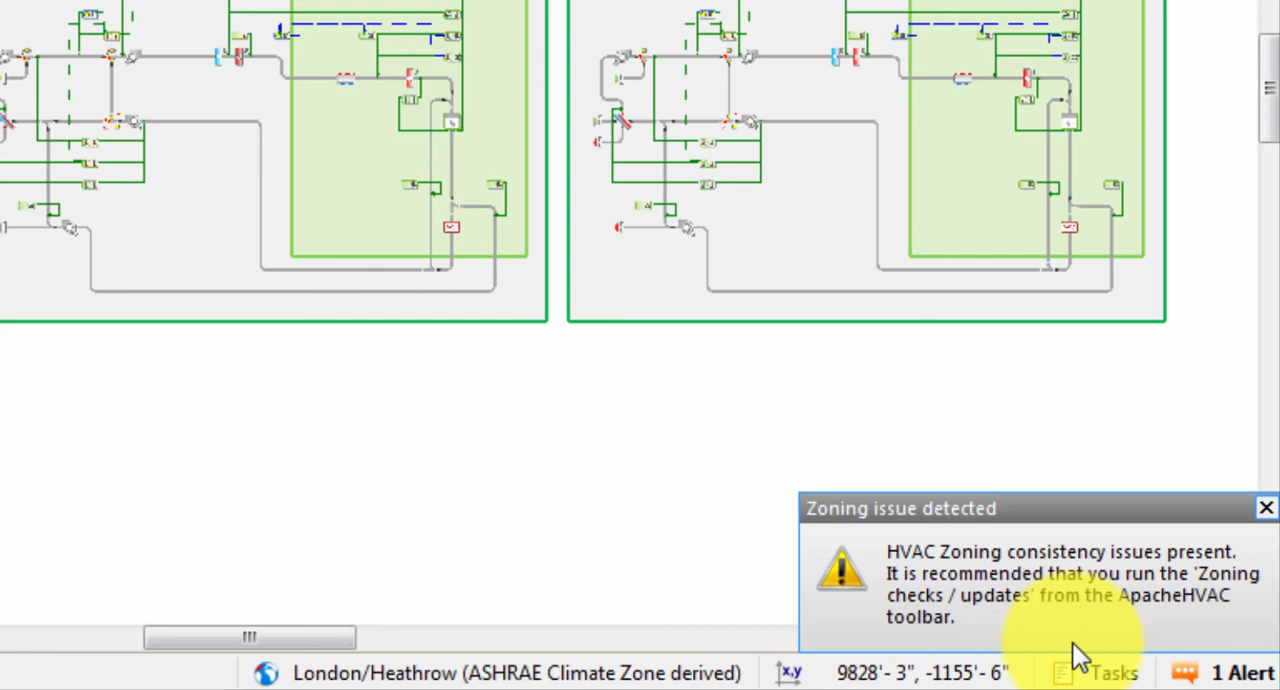 Zoning issue detected
HVAC Zoning consistency issues present.
It is recommended that you run the 'Zoning
checks / updates' from the ApacheHVAC
toolbar.
London/Heathrow (ASHRAE Climate Zone derived)
x,y
9828'- 3", -1155'- 6"
Tasks
1 Alert